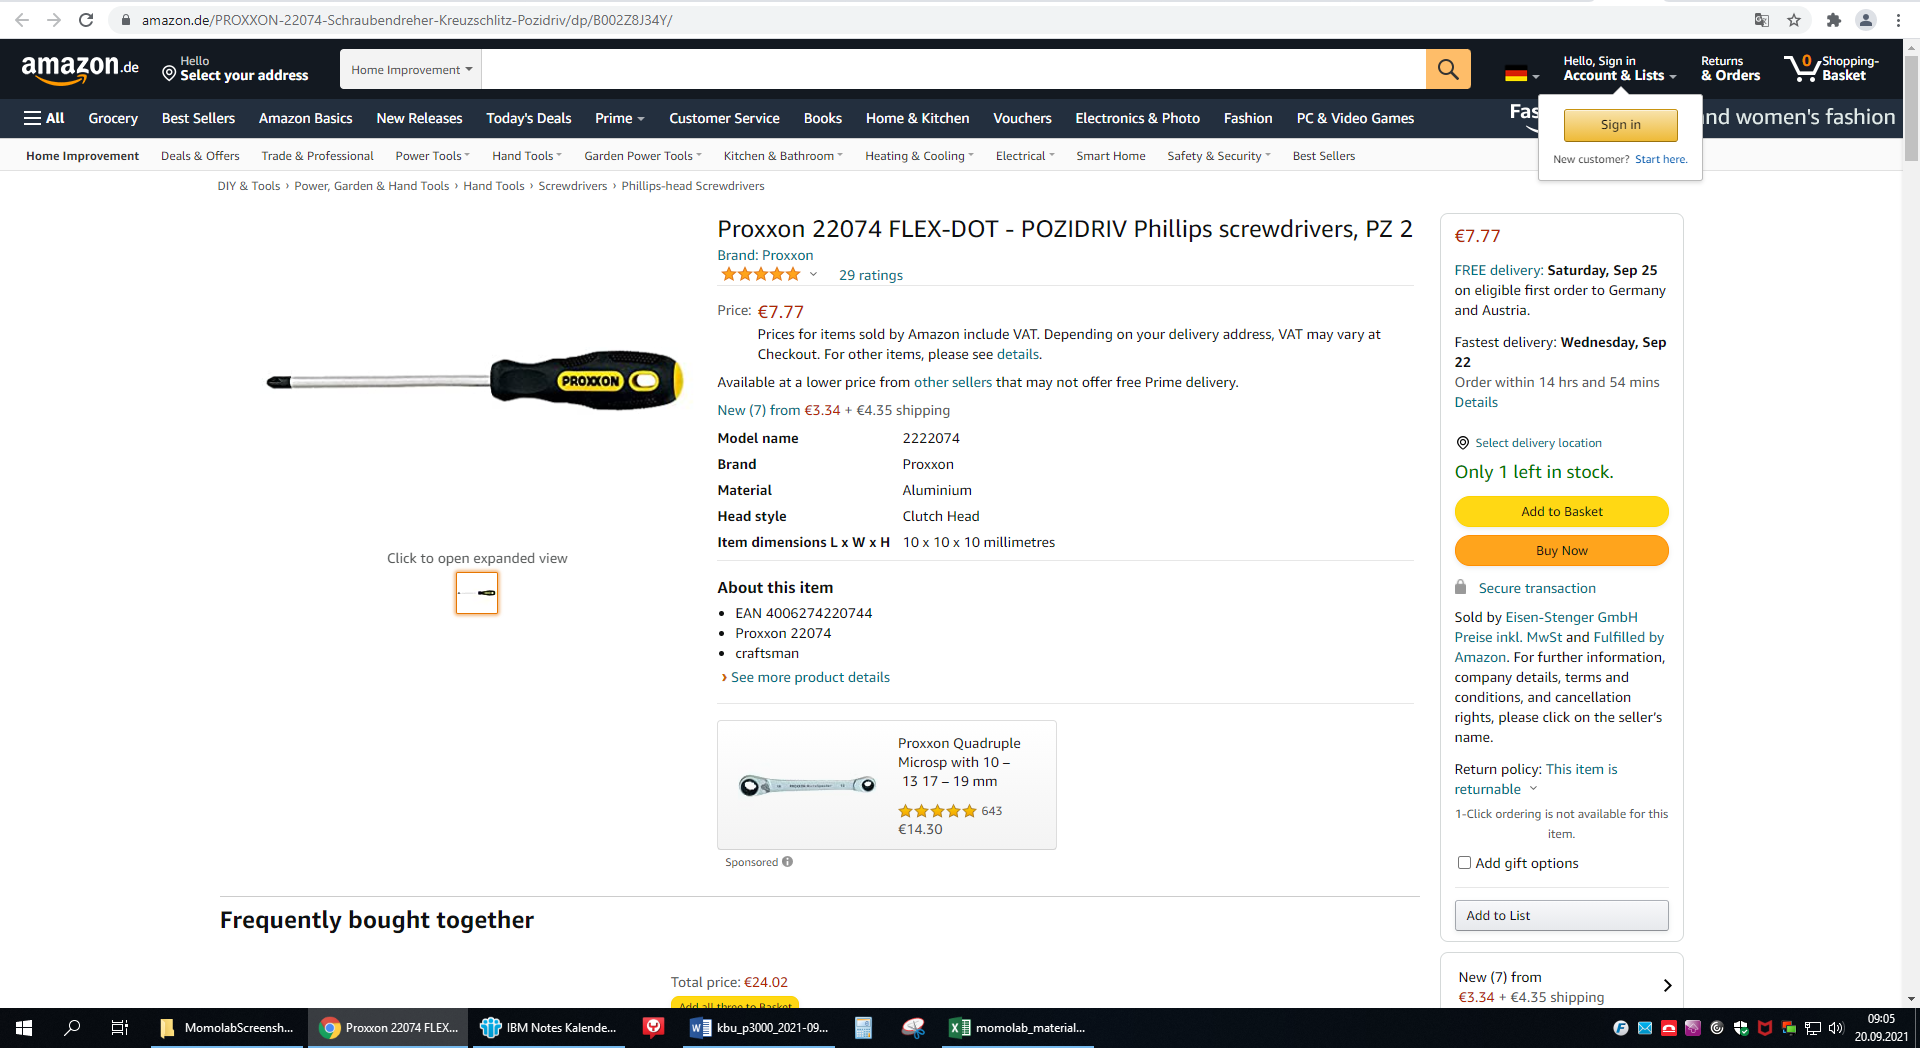 amazon.de/PROXXON-22074-Schraubendreher-Kreuzschlitz-Pozidriv/dp/B002Z8J34Y/
amazon.de
Hello
Select your address
Home Improvement
Hello, Sign in
Account & Lists
Returns
& Orders
0
Shopping-
Basket
All
Grocery
Best Sellers
Amazon Basics
New Releases
Today's Deals
Prime
Customer Service
Books
Home & Kitchen
Vouchers
Electronics & Photo
Fashion
PC & Video Games
women's fashion
Sign in
New customer? Start here.
Home Improvement
Deals & Offers
Trade & Professional
Power Tools
Hand Tools
Garden Power Tools
Kitchen & Bathroom
Heating & Cooling
Electrical
Smart Home
Safety & Security
Best Sellers
DIY & Tools › Power, Garden & Hand Tools › Hand Tools › Screwdrivers › Phillips-head Screwdrivers
PROXXON
Click to open expanded view
Proxxon 22074 FLEX-DOT - POZIDRIV Phillips screwdrivers, PZ 2
Brand: Proxxon
29 ratings
Price: €7.77
Prices for items sold by Amazon include VAT. Depending on your delivery address, VAT may vary at
Checkout. For other items, please see details.
Available at a lower price from other sellers that may not offer free Prime delivery.
New (7) from €3.34 + €4.35 shipping
Model name 2222074
Brand Proxxon
Material Aluminium
Head style Clutch Head
Item dimensions L x W x H 10 x 10 x 10 millimetres
About this item
• EAN 4006274220744
• Proxxon 22074
• craftsman
› See more product details
Proxxon Quadruple
Microsp with 10 –
13 17 – 19 mm
643
€14.30
Sponsored
€7.77
FREE delivery: Saturday, Sep 25
on eligible first order to Germany
and Austria.
Fastest delivery: Wednesday, Sep
22
Order within 14 hrs and 54 mins
Details
Select delivery location
Only 1 left in stock.
Add to Basket
Buy Now
Secure transaction
Sold by Eisen-Stenger GmbH
Preise inkl. MwSt and Fulfilled by
Amazon. For further information,
company details, terms and
conditions, and cancellation
rights, please click on the seller's
name.
Return policy: This item is
returnable
1-Click ordering is not available for this
item.
Add gift options
Add to List
New (7) from
€3.34 + €4.35 shipping
Frequently bought together
Total price: €24.02
Add all three to Basket
MomolabScreensh...
Proxxon 22074 FLEX...
IBM Notes Kalende...
kbu_p3000_2021-09...
momolab_material...
09:05
20.09.2021